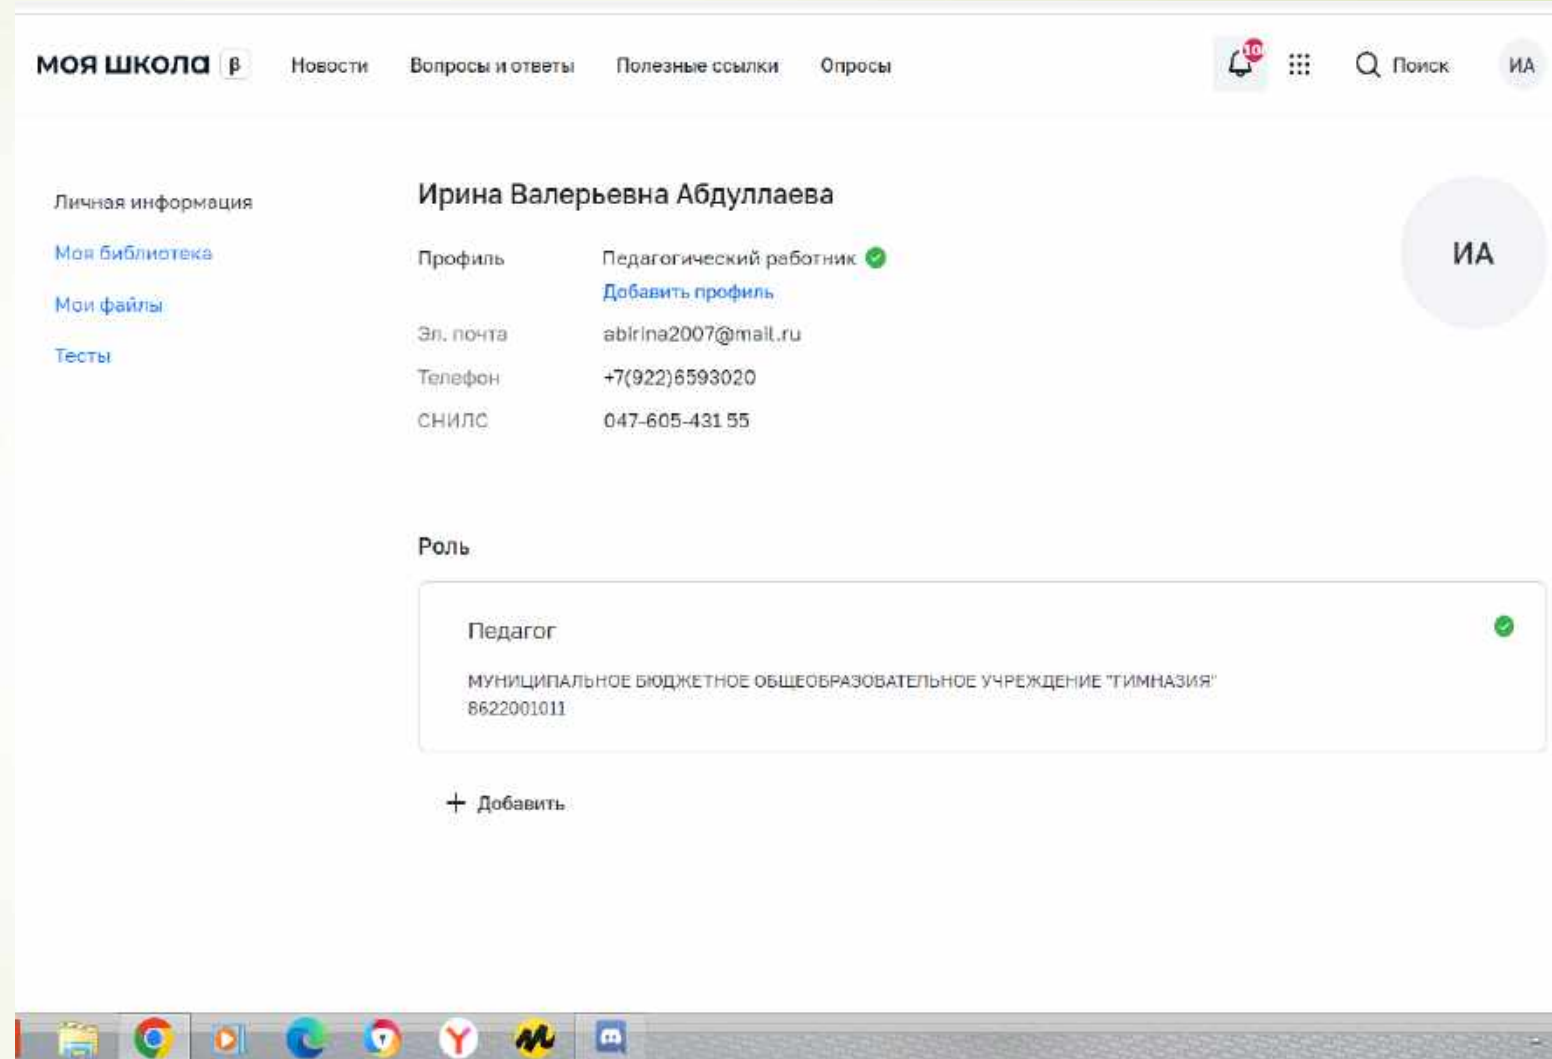 моя школа β Новости Вопросы и ответы Полезные ссылки Опросы Поиск ИА
Личная информация
Моя библиотека
Мои файлы
Тесты
Ирина Валерьевна Абдуллаева
Профиль Педагогический работник
Добавить профиль
Эл. почта abirina2007@mail.ru
Телефон +7(922)6593020
СНИЛС 047-605-431 55
ИА
Роль
Педагог
МУНИЦИПАЛЬНОЕ БЮДЖЕТНОЕ ОБЩЕОБРАЗОВАТЕЛЬНОЕ УЧРЕЖДЕНИЕ "ГИМНАЗИЯ"
8622001011
+ Добавить